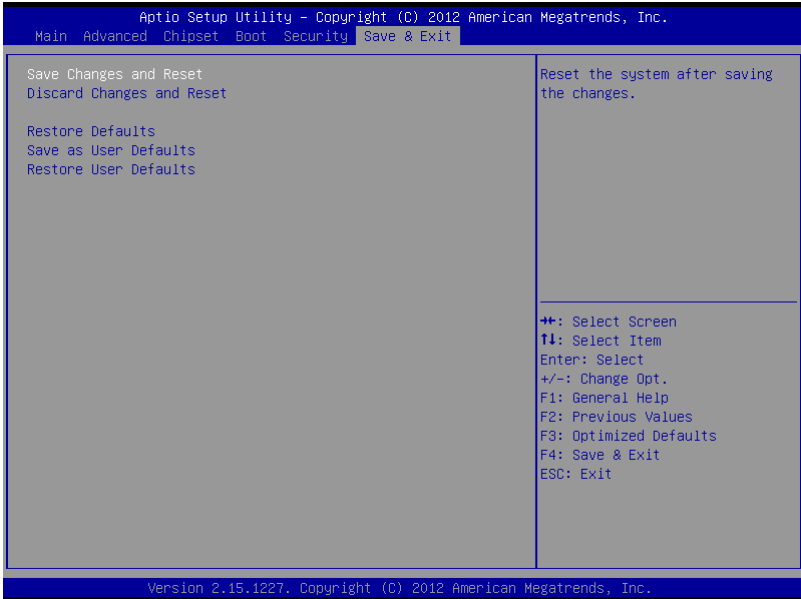 Aptio Setup Utility – Copyright (C) 2012 American Megatrends, Inc.
Main Advanced Chipset Boot Security Save & Exit
Save Changes and Reset
Discard Changes and Reset
Restore Defaults
Save as User Defaults
Restore User Defaults
Reset the system after saving
the changes.
→←: Select Screen
↑↓: Select Item
Enter: Select
+/-: Change Opt.
F1: General Help
F2: Previous Values
F3: Optimized Defaults
F4: Save & Exit
ESC: Exit
Version 2.15.1227. Copyright (C) 2012 American Megatrends, Inc.